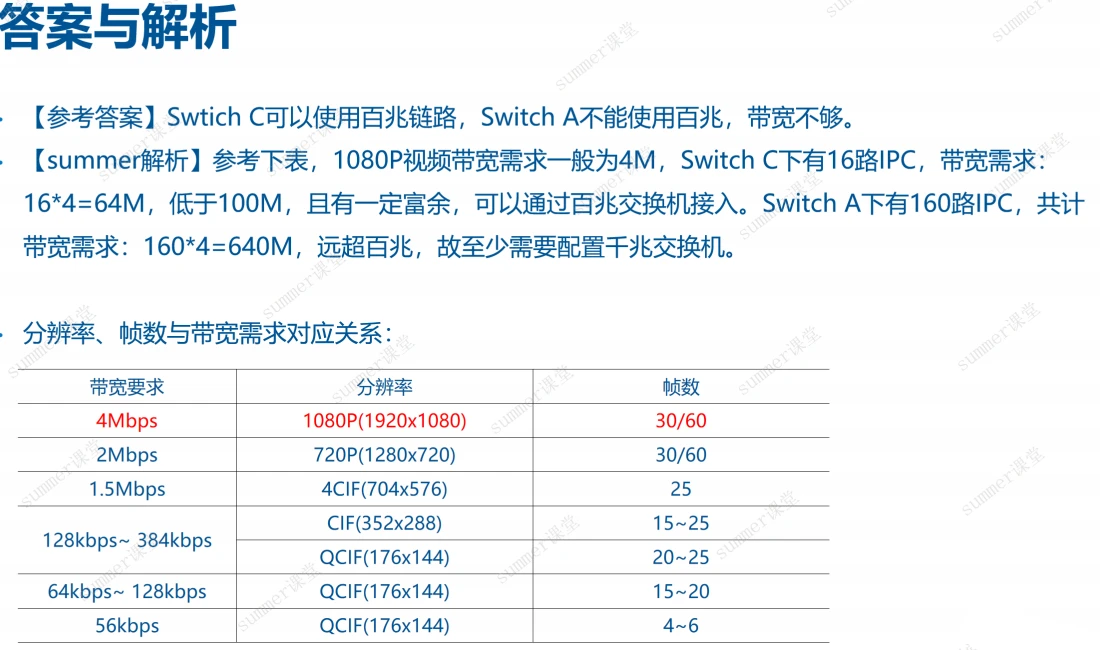 答案与解析
【参考答案】Swtich C可以使用百兆链路，Switch A不能使用百兆，带宽不够。
【summer解析】参考下表，1080P视频带宽需求一般为4M，Switch C下有16路IPC，带宽需求：
16*4=64M，低于100M，且有一定富余，可以通过百兆交换机接入。Switch A下有160路IPC，共计
带宽需求：160*4=640M，远超百兆，故至少需要配置千兆交换机。
分辨率、帧数与带宽需求对应关系：
带宽要求 分辨率 帧数
4Mbps 1080P(1920x1080) 30/60
2Mbps 720P(1280x720) 30/60
1.5Mbps 4CIF(704x576) 25
128kbps~ 384kbps CIF(352x288) 15~25
QCIF(176x144) 20~25
64kbps~ 128kbps QCIF(176x144) 15~20
56kbps QCIF(176x144) 4~6
summer课堂